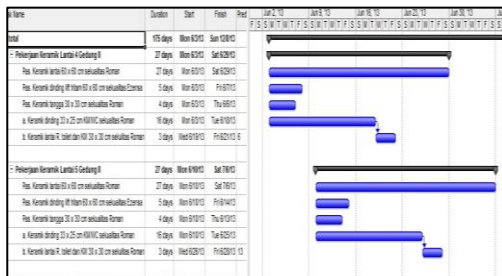 Name Duration Start Finish Pred Jun 2, '13 Jun 9, '13 Jun 16, '13 Jun 23, '13 Jun 30, '13
F S S M T W T F S S M T W T F S S M T W T F S S M T W T F S S M T W T F S
total 175 days Mon 6/3/13 Sun 12/8/13
- Pekerjaan Keramik Lantai 4 Gedung II 27 days Mon 6/3/13 Sat 6/29/13
Pas. Keramik lantai 60 x 60 cm sekualitas Roman 27 days Mon 6/3/13 Sat 6/29/13
Pas. Keramik dinding lift hitam 60 x 60 cm sekualitas Ezensa 5 days Mon 6/3/13 Fri 6/7/13
Pas. Keramik tangga 30 x 30 cm sekualitas Roman 4 days Mon 6/3/13 Thu 6/6/13
a. Keramik dinding 33 x 25 cm KM/WC sekualitas Roman 16 days Mon 6/3/13 Tue 6/18/13
b. Keramik lantai R. toilet dan KM 30 x 30 cm sekualitas Roman 3 days Wed 6/19/13 Fri 6/21/13 6
- Pekerjaan Keramik Lantai 5 Gedung II 27 days Mon 6/10/13 Sat 7/6/13
Pas. Keramik lantai 60 x 60 cm sekualitas Roman 27 days Mon 6/10/13 Sat 7/6/13
Pas. Keramik dinding lift hitam 60 x 60 cm sekualitas Ezensa 5 days Mon 6/10/13 Fri 6/14/13
Pas. Keramik tangga 30 x 30 cm sekualitas Roman 4 days Mon 6/10/13 Thu 6/13/13
a. Keramik dinding 33 x 25 cm KM/WC sekualitas Roman 16 days Mon 6/10/13 Tue 6/25/13
b. Keramik lantai R. toilet dan KM 30 x 30 cm sekualitas Roman 3 days Wed 6/26/13 Fri 6/28/13 13